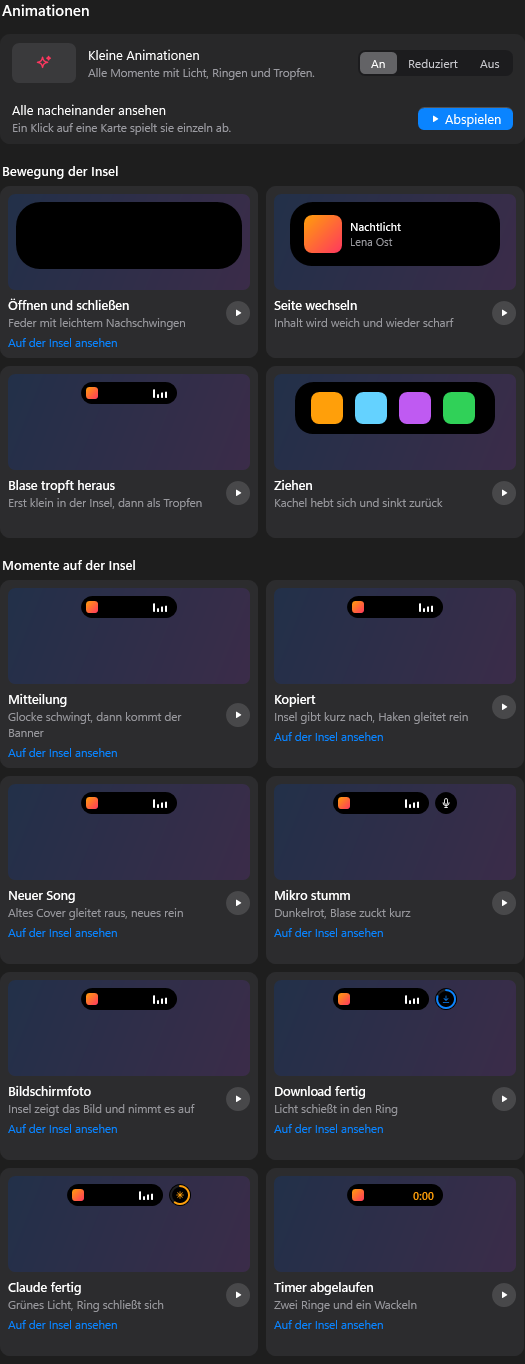 Animationen
Kleine Animationen
Alle Momente mit Licht, Ringen und Tropfen.
An Reduziert Aus
Alle nacheinander ansehen
Ein Klick auf eine Karte spielt sie einzeln ab.
Abspielen
Bewegung der Insel
Öffnen und schließen
Feder mit leichtem Nachschwingen
Auf der Insel ansehen
Nachtlicht
Lena Ost
Seite wechseln
Inhalt wird weich und wieder scharf
Blase tropft heraus
Erst klein in der Insel, dann als Tropfen
Ziehen
Kachel hebt sich und sinkt zurück
Momente auf der Insel
Mitteilung
Glocke schwingt, dann kommt der
Banner
Auf der Insel ansehen
Kopiert
Insel gibt kurz nach, Haken gleitet rein
Auf der Insel ansehen
Neuer Song
Altes Cover gleitet raus, neues rein
Auf der Insel ansehen
Mikro stumm
Dunkelrot, Blase zuckt kurz
Auf der Insel ansehen
Bildschirmfoto
Insel zeigt das Bild und nimmt es auf
Auf der Insel ansehen
Download fertig
Licht schießt in den Ring
Auf der Insel ansehen
Claude fertig
Grünes Licht, Ring schließt sich
Auf der Insel ansehen
0:00
Timer abgelaufen
Zwei Ringe und ein Wackeln
Auf der Insel ansehen